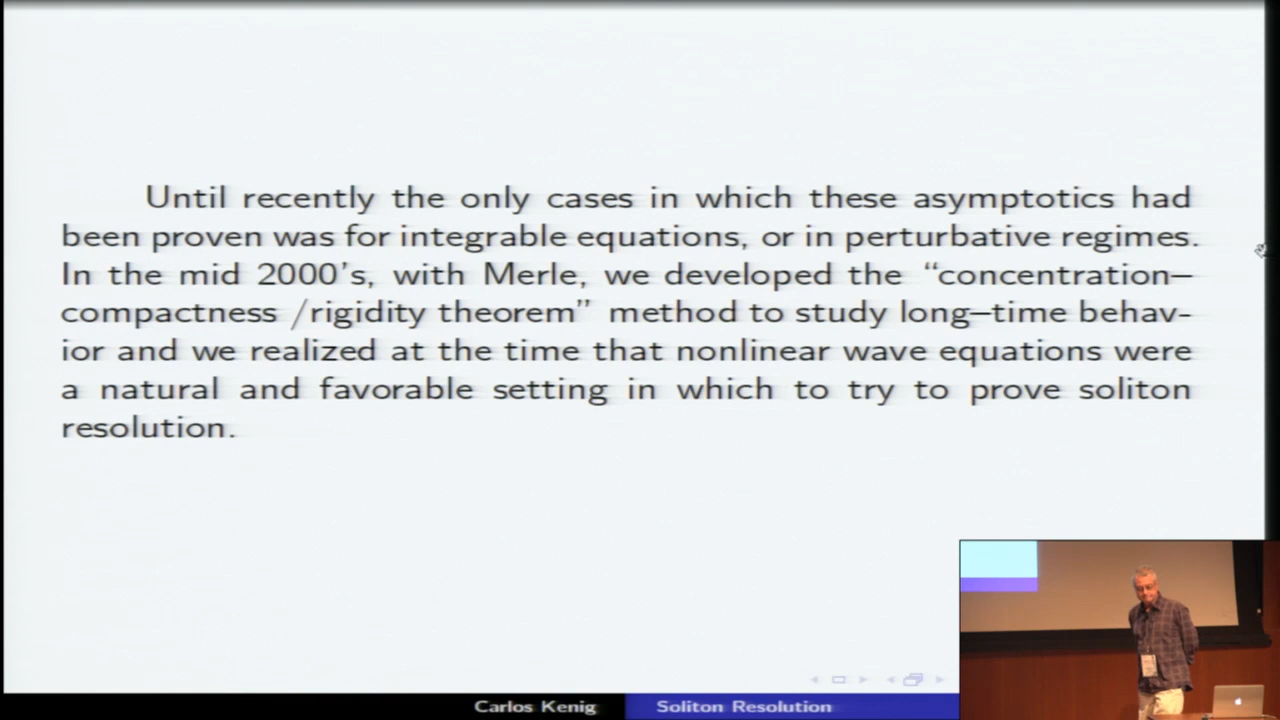 Until recently the only cases in which these asymptotics had
been proven was for integrable equations, or in perturbative regimes.
In the mid 2000's, with Merle, we developed the “concentration–
compactness /rigidity theorem” method to study long–time behav-
ior and we realized at the time that nonlinear wave equations were
a natural and favorable setting in which to try to prove soliton
resolution.
Carlos Kenig
Soliton Resolution